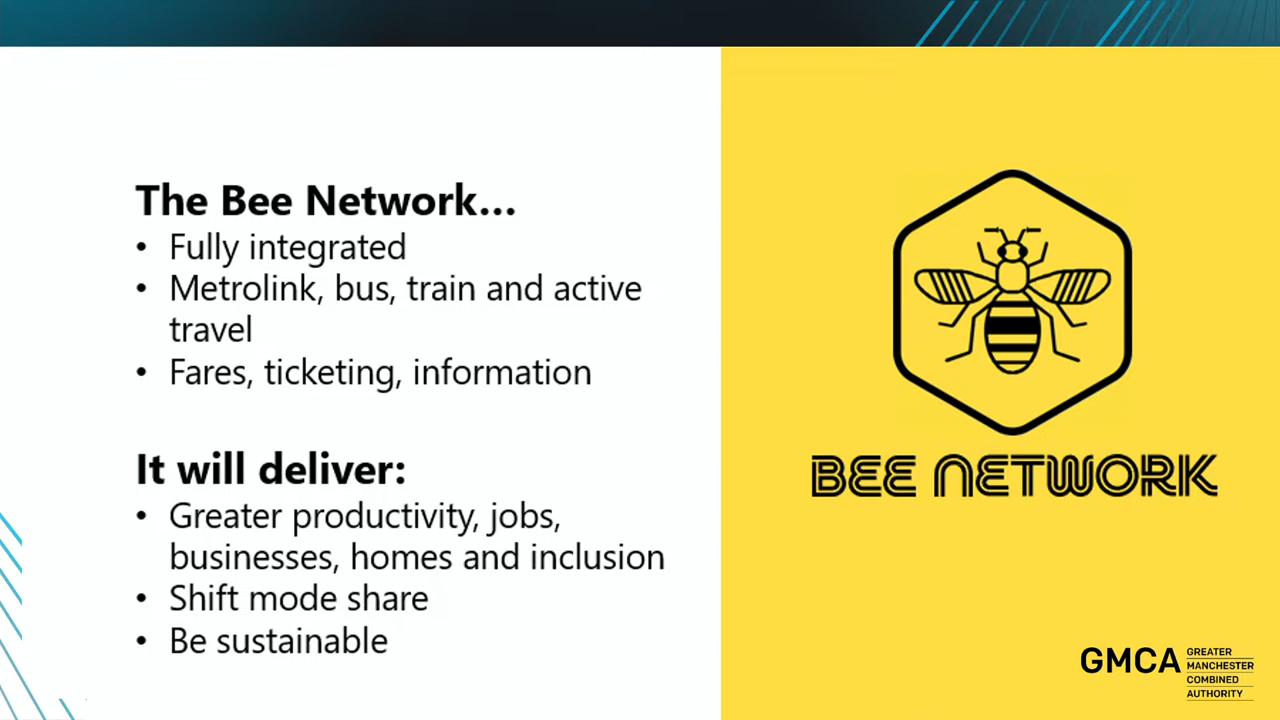 The Bee Network...
• Fully integrated
• Metrolink, bus, train and active
travel
• Fares, ticketing, information
It will deliver:
• Greater productivity, jobs,
businesses, homes and inclusion
• Shift mode share
• Be sustainable
BEE NETWORK
GMCA
GREATER
MANCHESTER
COMBINED
AUTHORITY